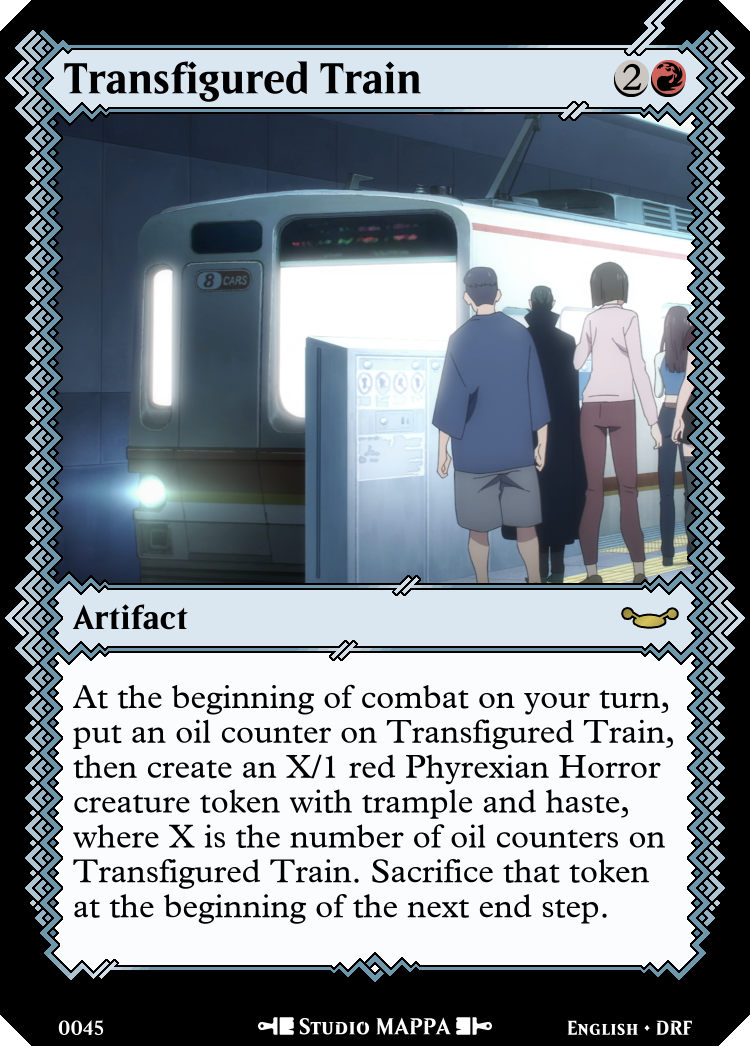 Transfigured Train
2
8 CARS
Artifact
At the beginning of combat on your turn,
put an oil counter on Transfigured Train,
then create an X/1 red Phyrexian Horror
creature token with trample and haste,
where X is the number of oil counters on
Transfigured Train. Sacrifice that token
at the beginning of the next end step.
0045
STUDIO MAPPA
ENGLISH • DRF